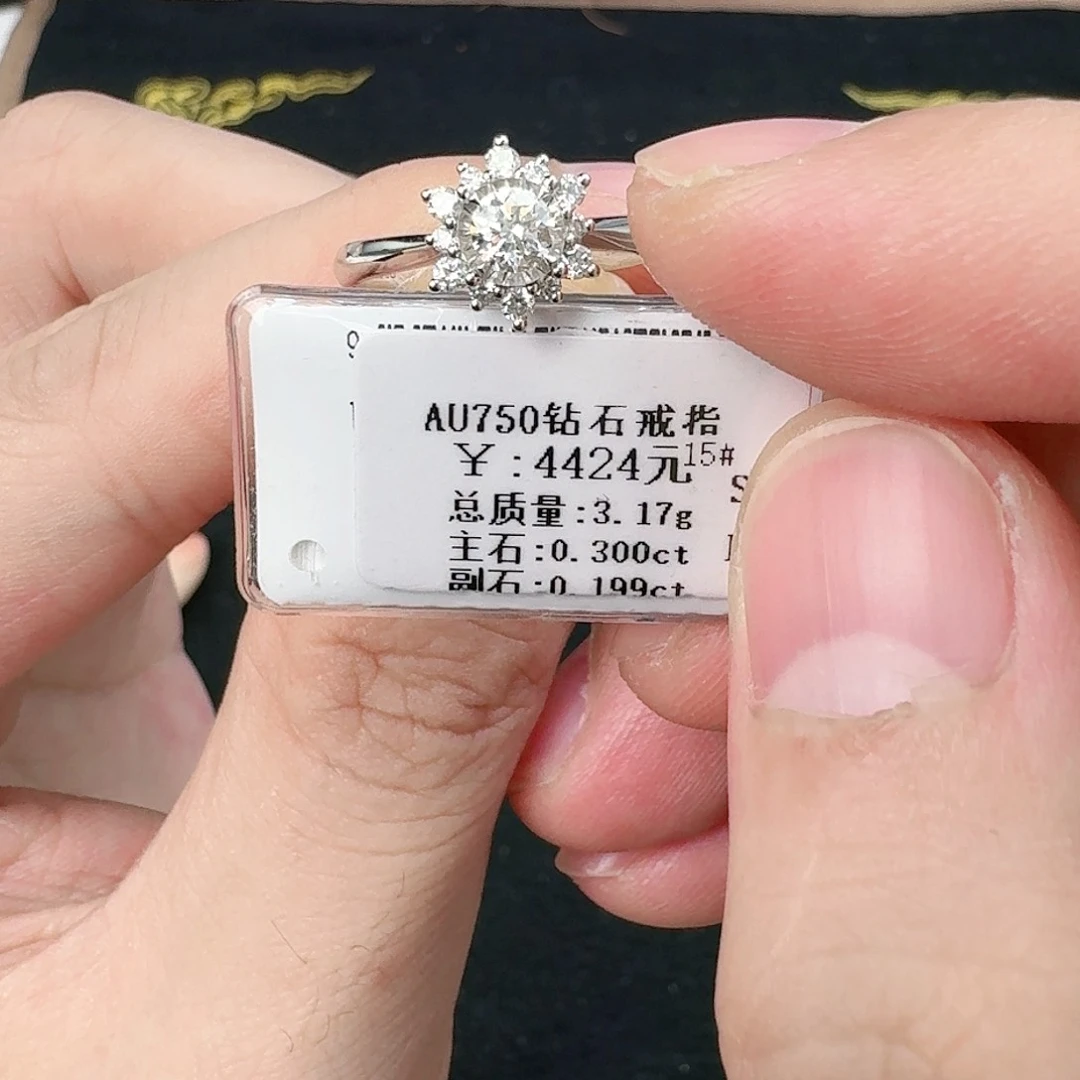 AU750钻石戒指
￥:4424元15#
总质量:3.17g
主石:0.300ct
副石:0.199ct